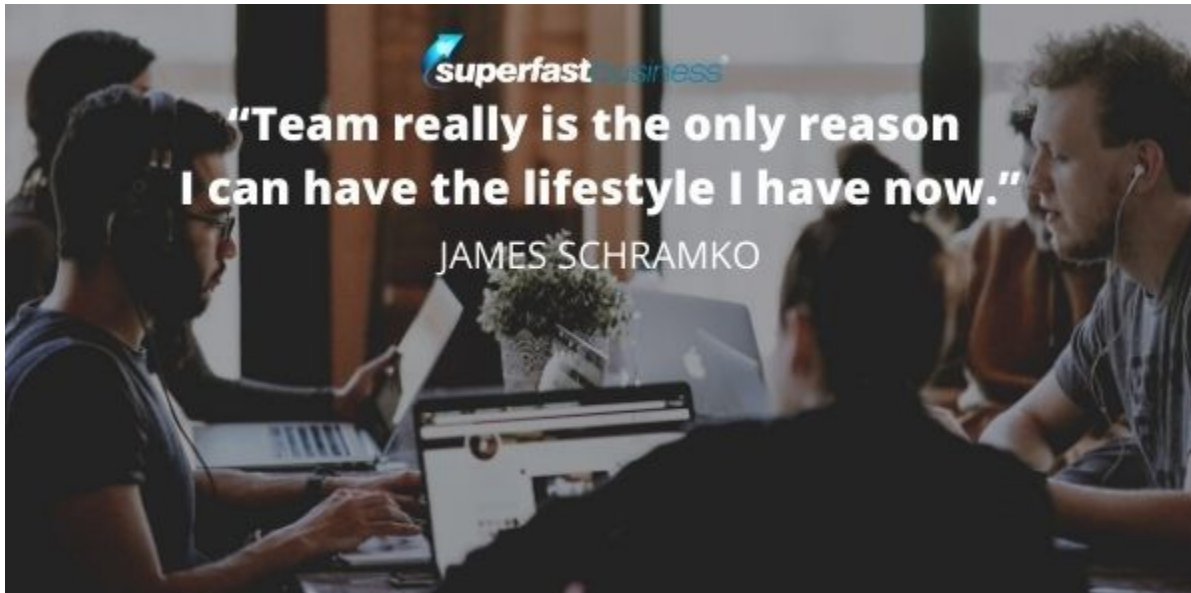 superfastbusiness®
“Team really is the only reason
I can have the lifestyle I have now.”
JAMES SCHRAMKO